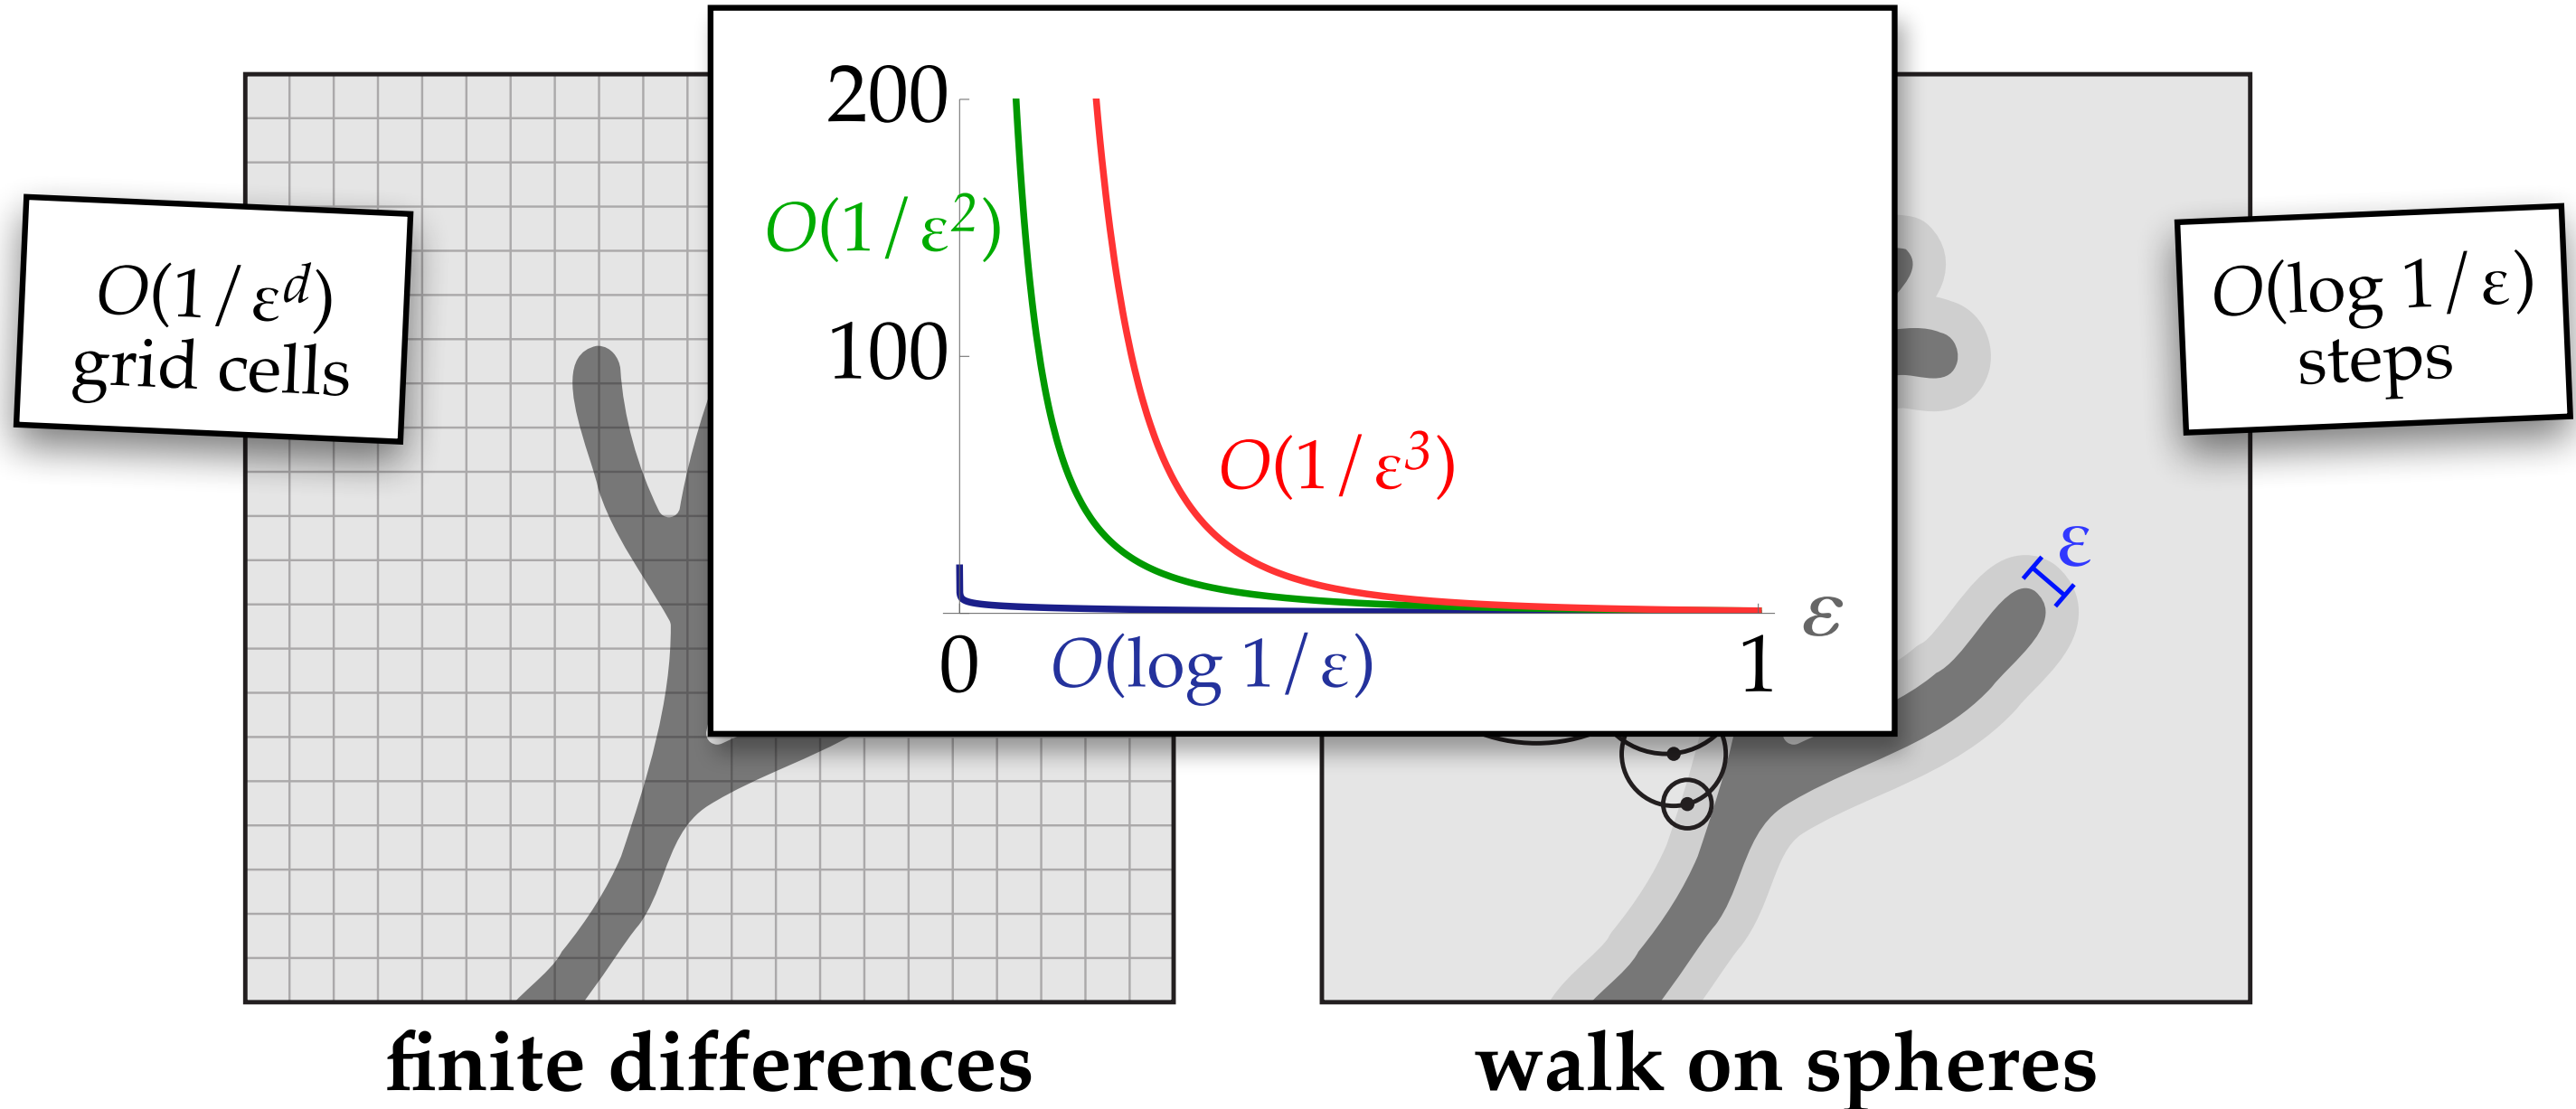 O(1/ε^d)
grid cells
200
100
O(1/ε²)
O(1/ε³)
O(log 1/ε)
0
1
ε
O(log 1/ε)
steps
ε
finite differences
walk on spheres